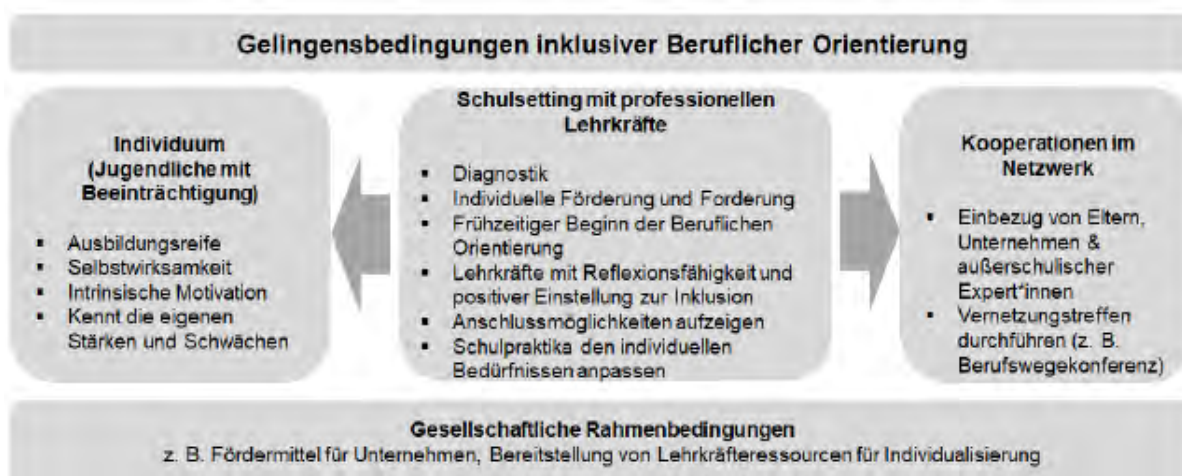 Gelingensbedingungen inklusiver Beruflicher Orientierung
Individuum
(Jugendliche mit
Beeinträchtigung)
▪ Ausbildungsreife
▪ Selbstwirksamkeit
▪ Intrinsische Motivation
▪ Kennt die eigenen
Stärken und Schwächen
Schulsetting mit professionellen
Lehrkräfte
▪ Diagnostik
▪ Individuelle Förderung und Forderung
▪ Frühzeitiger Beginn der Beruflichen
Orientierung
▪ Lehrkräfte mit Reflexionsfähigkeit und
positiver Einstellung zur Inklusion
▪ Anschlussmöglichkeiten aufzeigen
▪ Schulpraktika den individuellen
Bedürfnissen anpassen
Kooperationen im
Netzwerk
▪ Einbezug von Eltern,
Unternehmen &
außerschulischer
Expert*innen
▪ Vernetzungstreffen
durchführen (z. B.
Berufswegekonferenz)
Gesellschaftliche Rahmenbedingungen
z. B. Fördermittel für Unternehmen, Bereitstellung von Lehrkräfteressourcen für Individualisierung